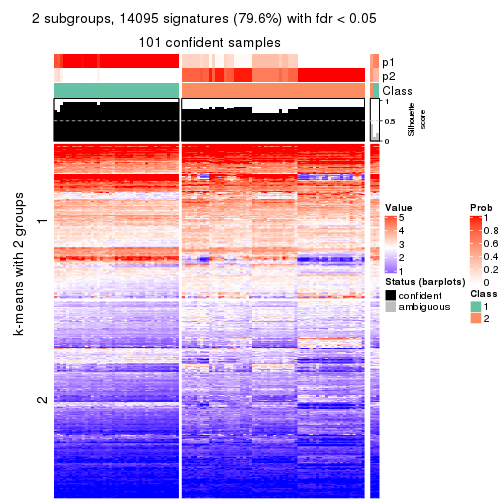 2 subgroups, 14095 signatures (79.6%) with fdr < 0.05
101 confident samples
p1
p2
Class
1
0.5
0
Silhouette
score
k-means with 2 groups
1
2
Value
5
4
3
2
1
Status (barplots)
confident
ambiguous
Prob
1
0.8
0.6
0.4
0.2
0
Class
1
2